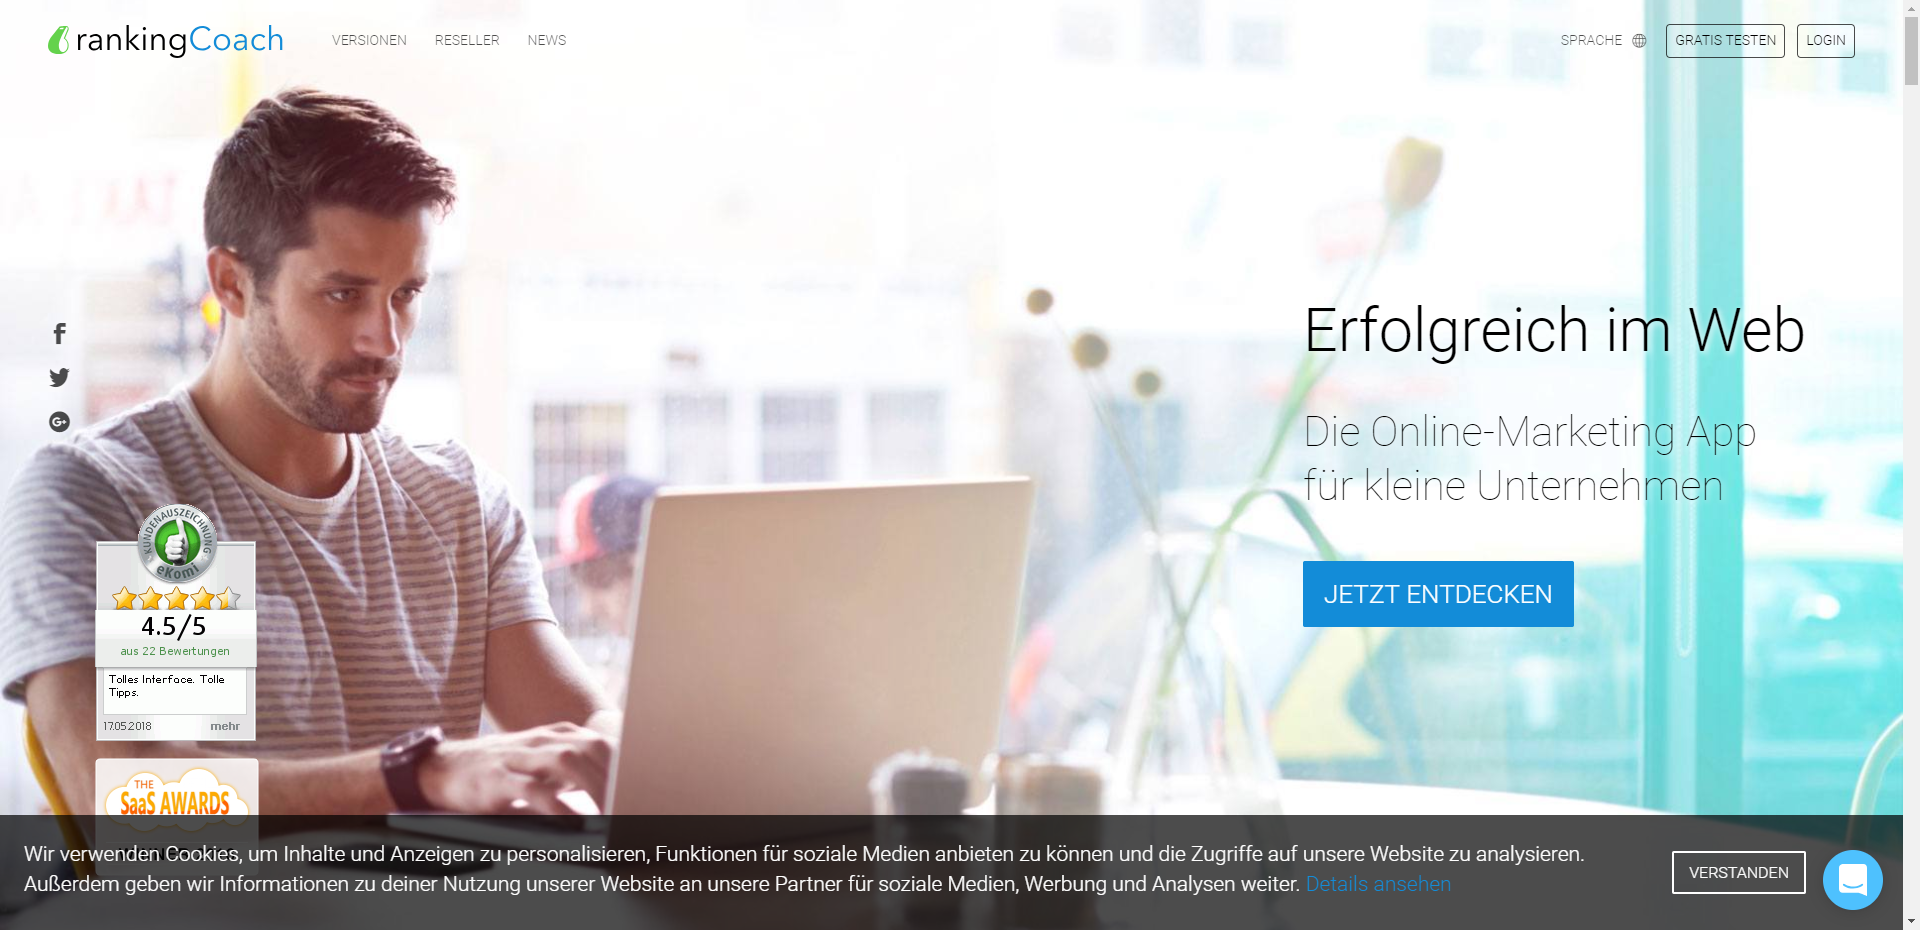 rankingCoach
VERSIONEN
RESELLER
NEWS
SPRACHE
GRATIS TESTEN
LOGIN
Erfolgreich im Web
Die Online-Marketing App
für kleine Unternehmen
JETZT ENTDECKEN
KUNDENAUSZEICHNUNG
eKomi
4.5/5
aus 22 Bewertungen
Tolles Interface. Tolle
Tipps.
17.05.2018
mehr
THE
SaaS AWARDS
Wir verwenden Cookies, um Inhalte und Anzeigen zu personalisieren, Funktionen für soziale Medien anbieten zu können und die Zugriffe auf unsere Website zu analysieren.
Außerdem geben wir Informationen zu deiner Nutzung unserer Website an unsere Partner für soziale Medien, Werbung und Analysen weiter. Details ansehen
VERSTANDEN